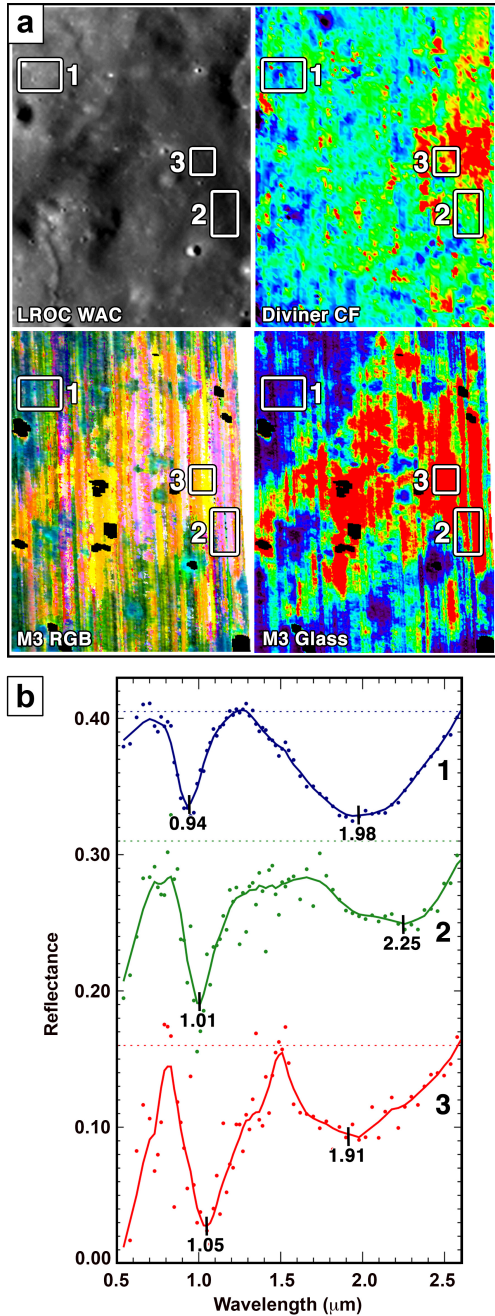 a
1
3
2
LROC WAC
1
3
2
Diviner CF
1
3
2
M3 RGB
1
3
2
M3 Glass
b
0.40
0.30
0.20
0.10
0.00
Reflectance
1
0.94
1.98
2
1.01
2.25
3
1.05
1.91
0.5 1.0 1.5 2.0 2.5
Wavelength (μm)